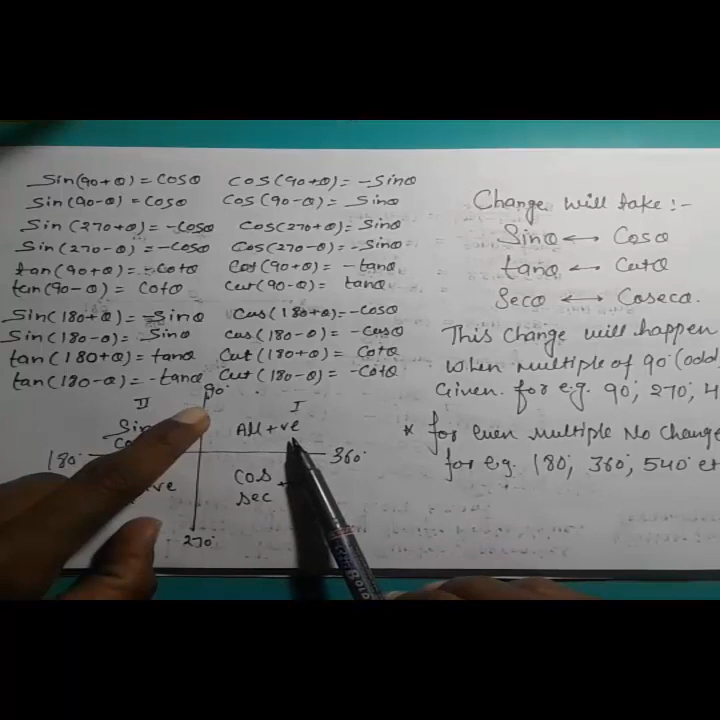 Sin(90+θ) = Cosθ
Sin(90-θ) = Cosθ
Sin(270+θ) = -Cosθ
Sin(270-θ) = -Cosθ
tan(90+θ) = -Cotθ
tan(90-θ) = Cotθ
Sin(180+θ) = -Sinθ
Sin(180-θ) = Sinθ
tan(180+θ) = tanθ
tan(180-θ) = -tanθ
Cos(90+θ) = -Sinθ
Cos(90-θ) = Sinθ
Cos(270+θ) = Sinθ
Cos(270-θ) = -Sinθ
Cot(90+θ) = -tanθ
Cot(90-θ) = tanθ
Cos(180+θ) = -Cosθ
Cos(180-θ) = -Cosθ
Cot(180+θ) = Cotθ
Cot(180-θ) = -Cotθ
90°
II
I
Sin
All +ve
180°
360°
ve
Cos
sec
270°
Change will take :-
Sinθ ↔ Cosθ
tanθ ↔ Cotθ
Secθ ↔ Cosecθ.
This Change will happen
When multiple of 90° (odd)
Given. for e.g. 90°, 270°, 4
* for even multiple No Change
for e.g. 180°, 360°, 540° et